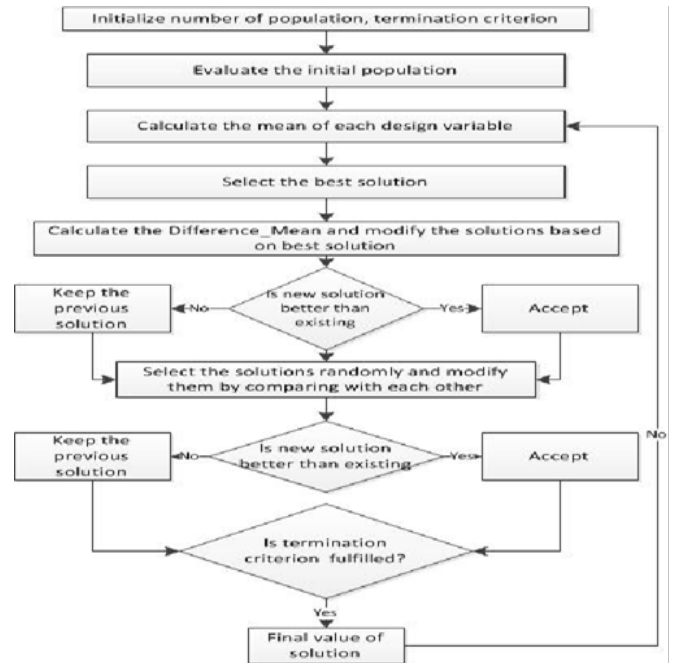 Initialize number of population, termination criterion
Evaluate the initial population
Calculate the mean of each design variable
Select the best solution
Calculate the Difference_Mean and modify the solutions based
on best solution
Is new solution
better than
existing
Keep the
previous
solution
No
Yes
Accept
Select the solutions randomly and modify
them by comparing with each other
Is new solution
better than existing
Keep the
previous
solution
No
Yes
Accept
No
Is termination
criterion fulfilled?
Yes
Final value of
solution